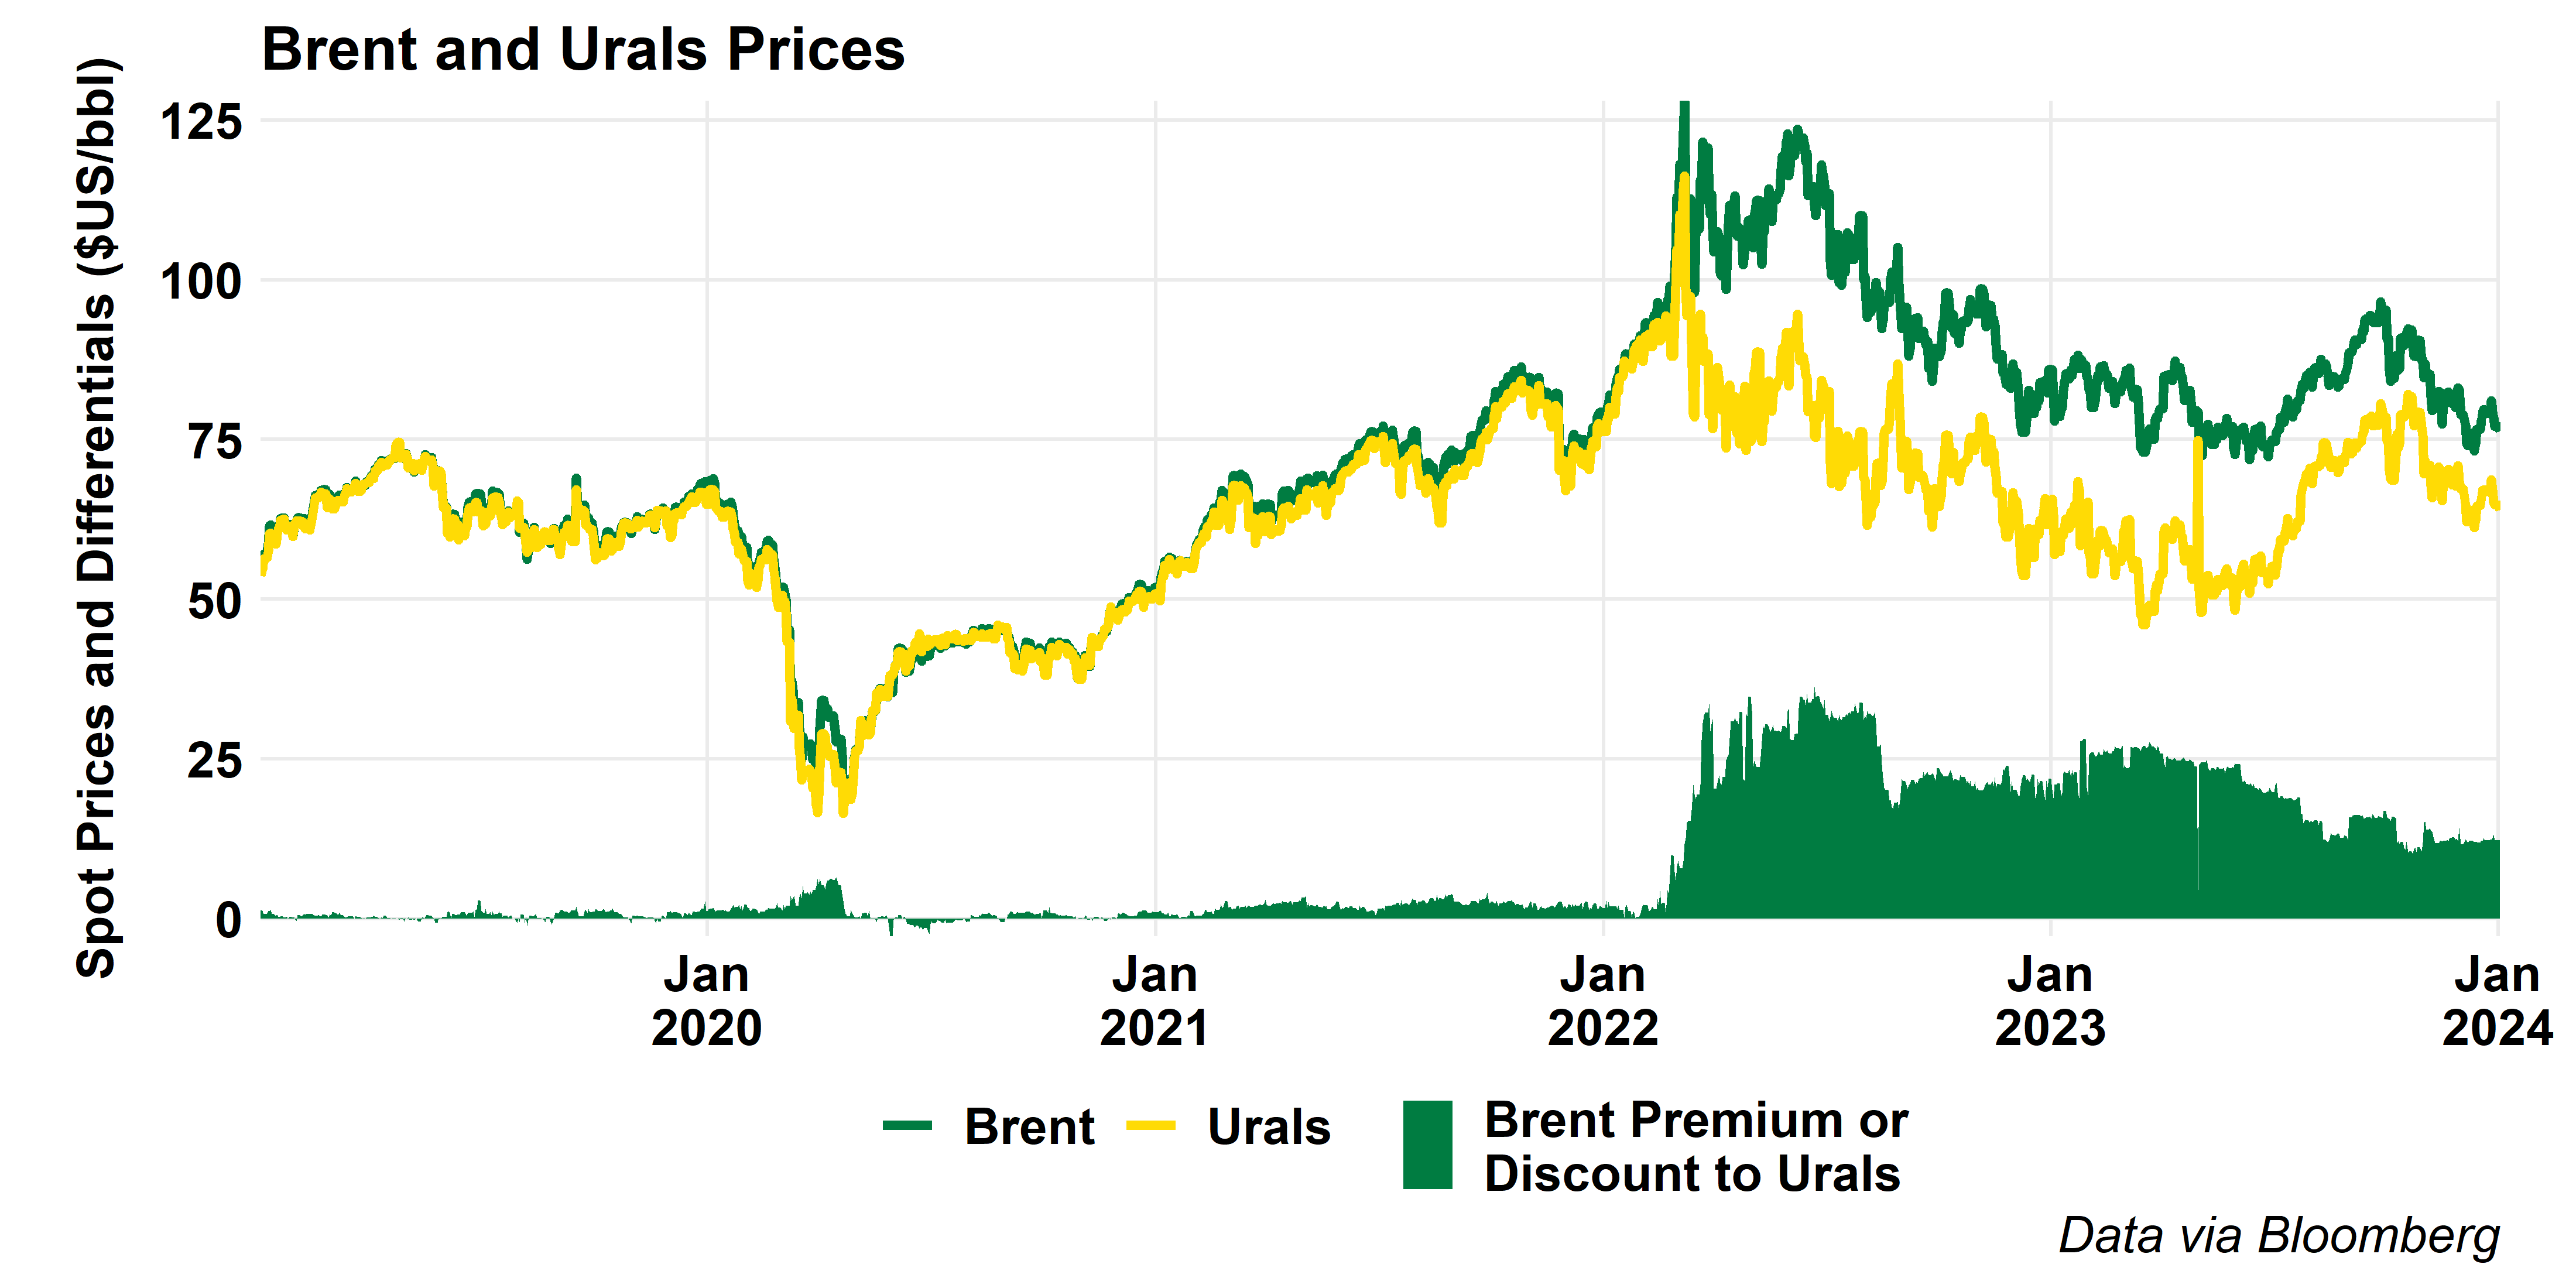 Brent and Urals Prices
Spot Prices and Differentials ($US/bbl)
125
100
75
50
25
0
Jan
2020
Jan
2021
Jan
2022
Jan
2023
Jan
2024
Brent
Urals
Brent Premium or
Discount to Urals
Data via Bloomberg